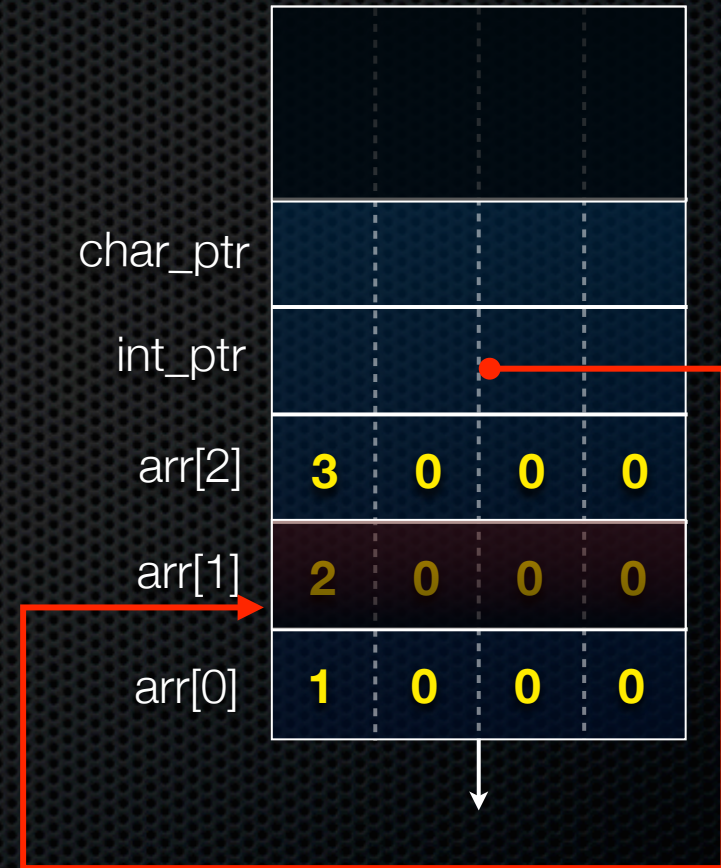 char_ptr
int_ptr
arr[2] 3 0 0 0
arr[1] 2 0 0 0
arr[0] 1 0 0 0